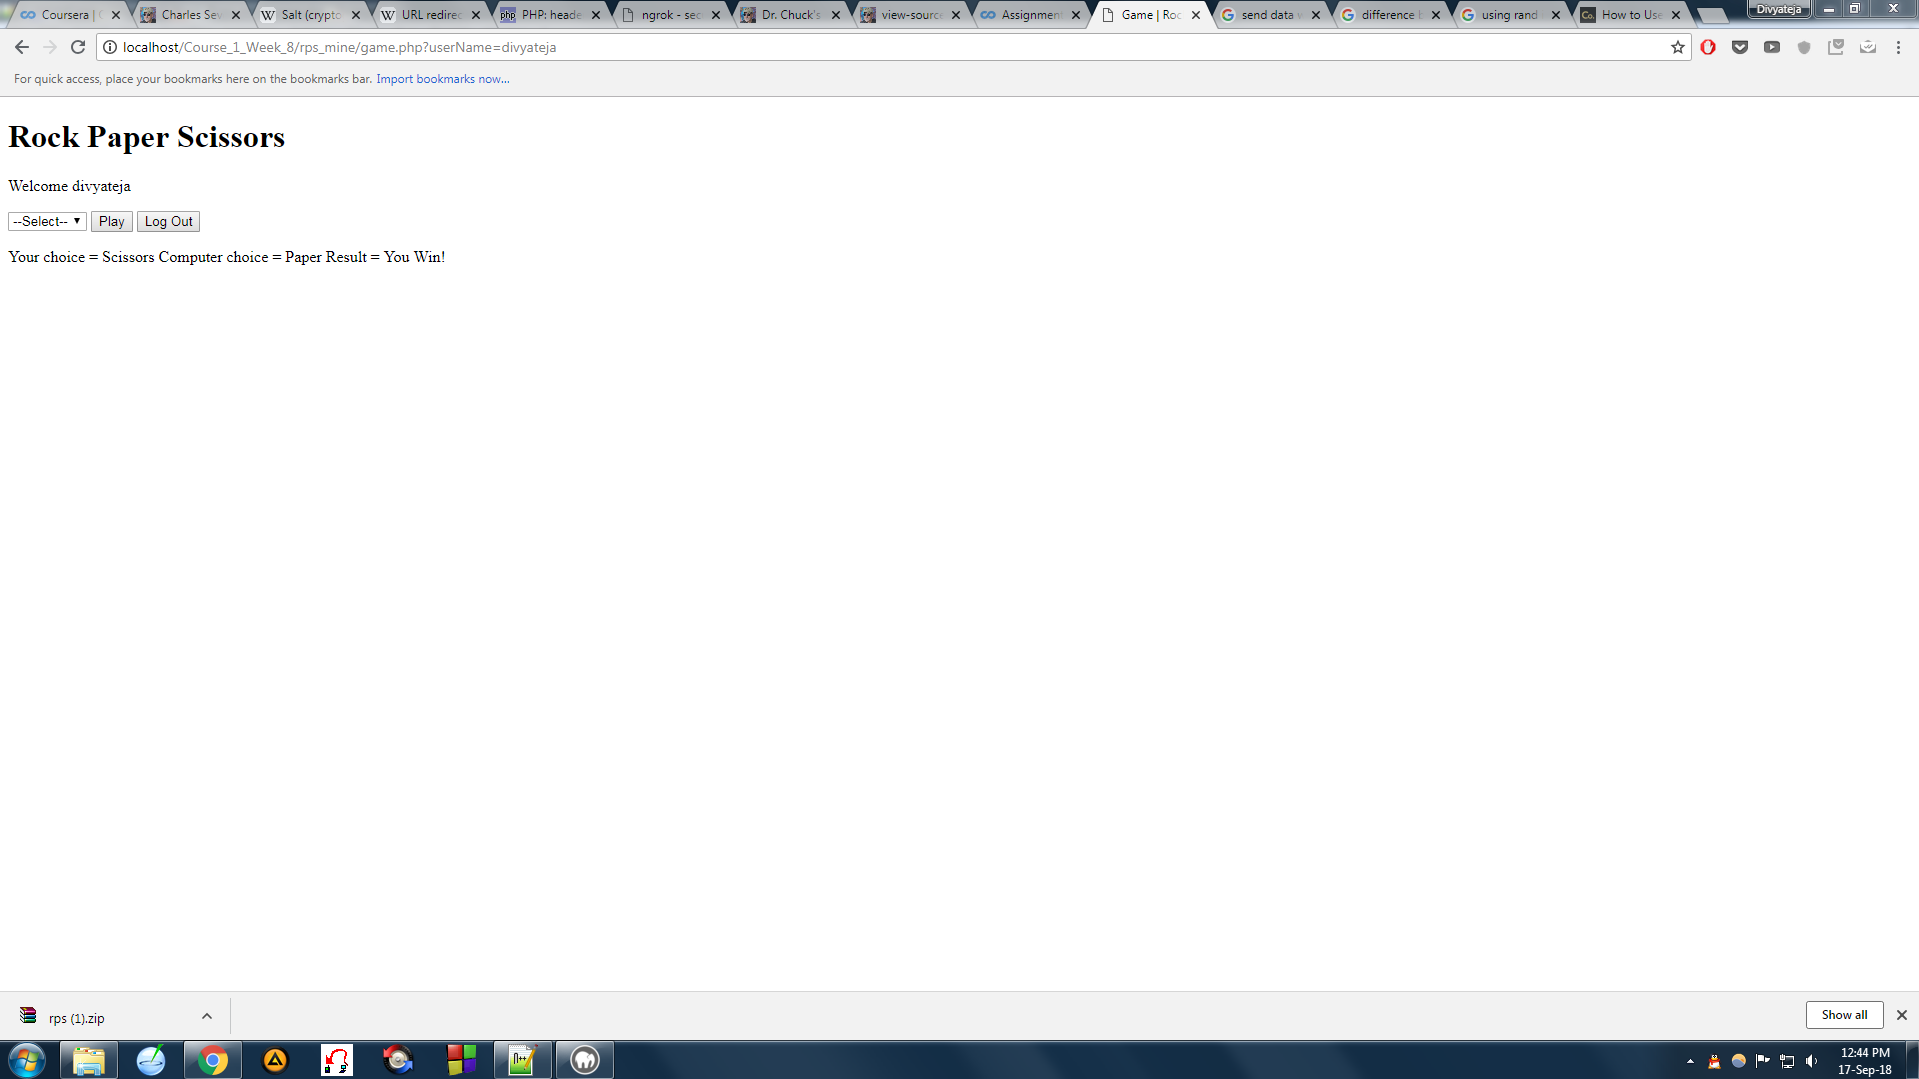 Coursera |
Charles Sev
Salt (crypto
URL redirec
PHP: heade
ngrok - sec
Dr. Chuck's
view-source
Assignment
Game | Roc
send data
difference
using rand
How to Use
Divyateja
localhost/Course_1_Week_8/rps_mine/game.php?userName=divyateja
For quick access, place your bookmarks here on the bookmarks bar. Import bookmarks now...
Rock Paper Scissors
Welcome divyateja
--Select-- Play Log Out
Your choice = Scissors Computer choice = Paper Result = You Win!
rps (1).zip
Show all
12:44 PM
17-Sep-18